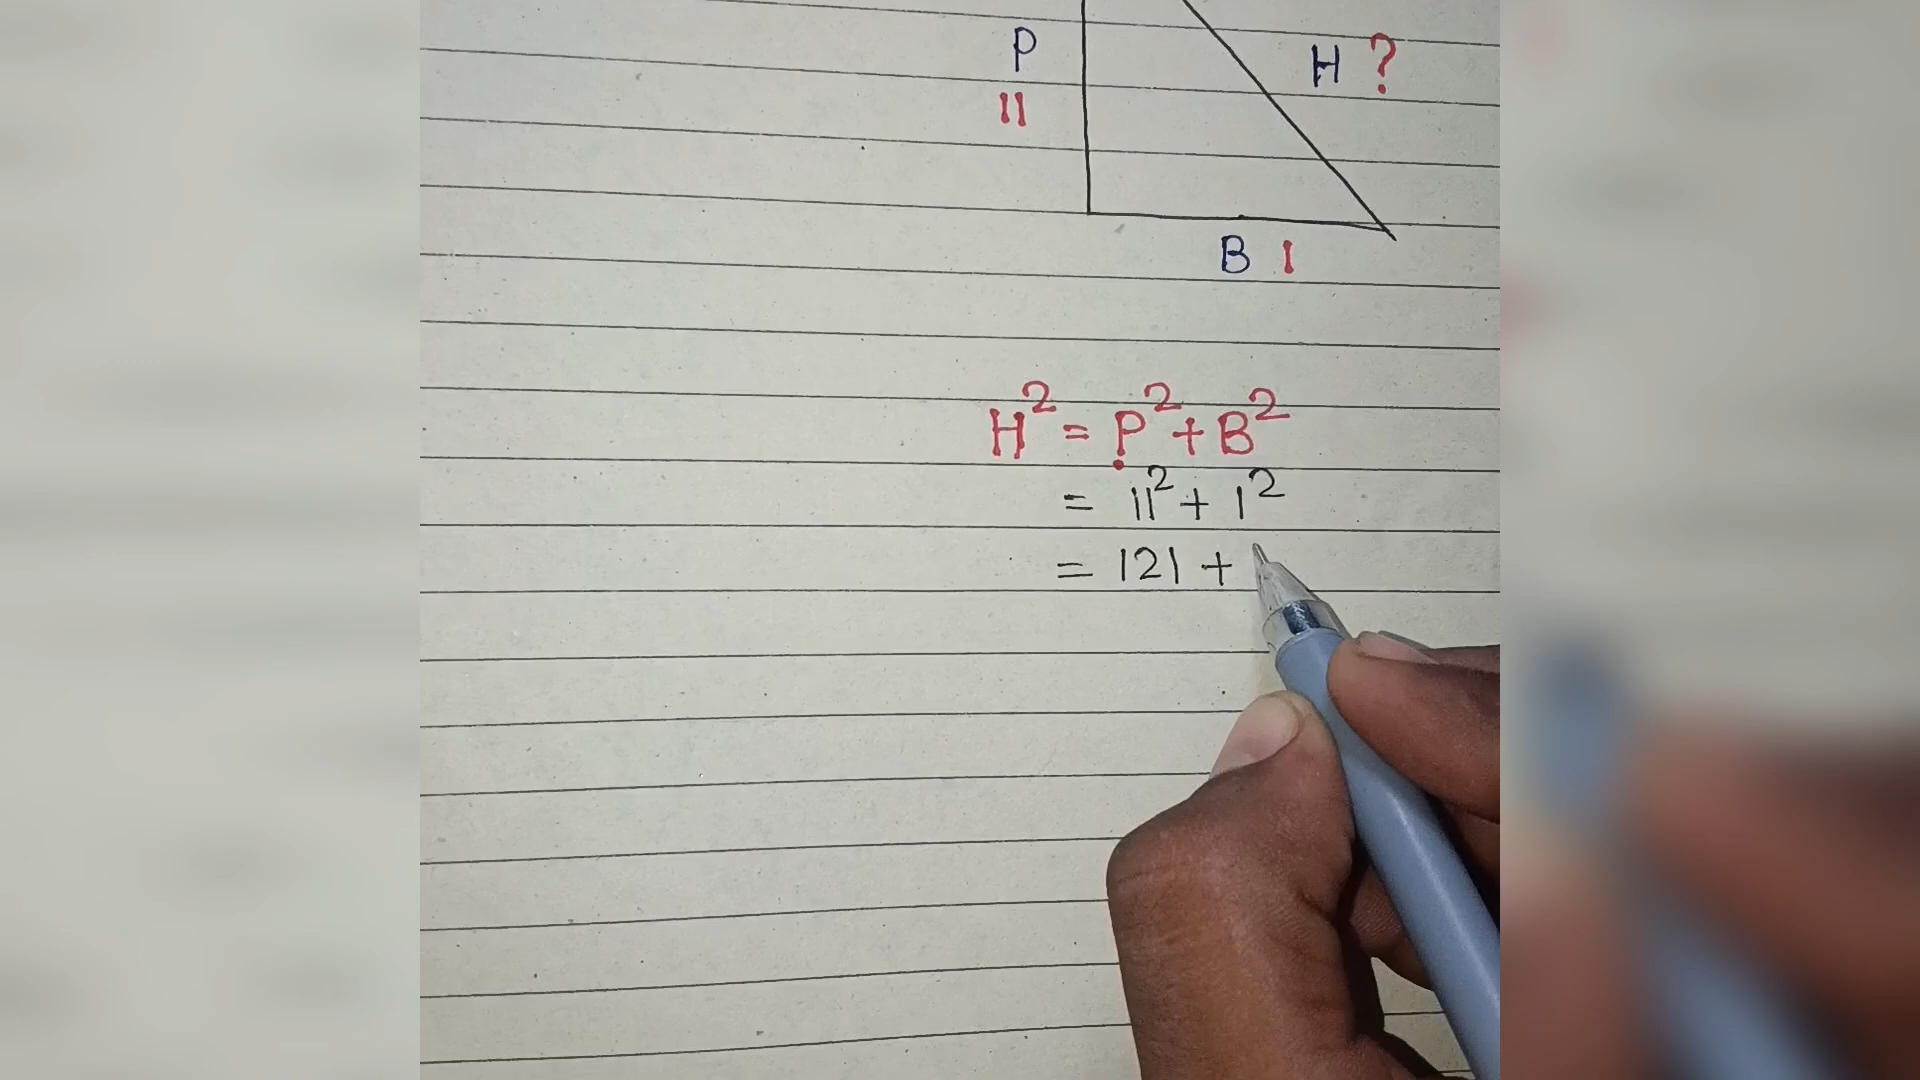 P
H ?
11
B 1
H² = P² + B²
= 11² + 1²
= 121 +